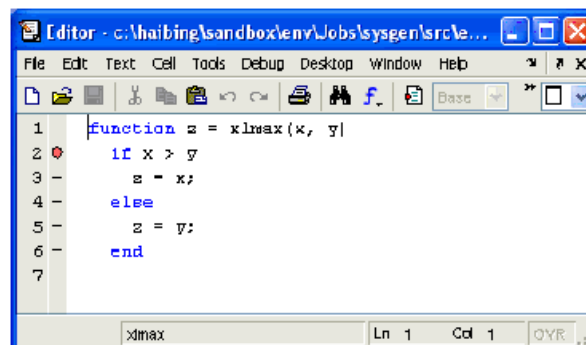 Editor - c:\haibing\sandbox\env\Jobs\sysgen\src\e...
File Edit Text Cell Tools Debug Desktop Window Help
Base
1 function z = xlmax(x, y)
2 if x > y
3 - z = x;
4 - else
5 - z = y;
6 - end
7
xlmax Ln 1 Col 1 OVR